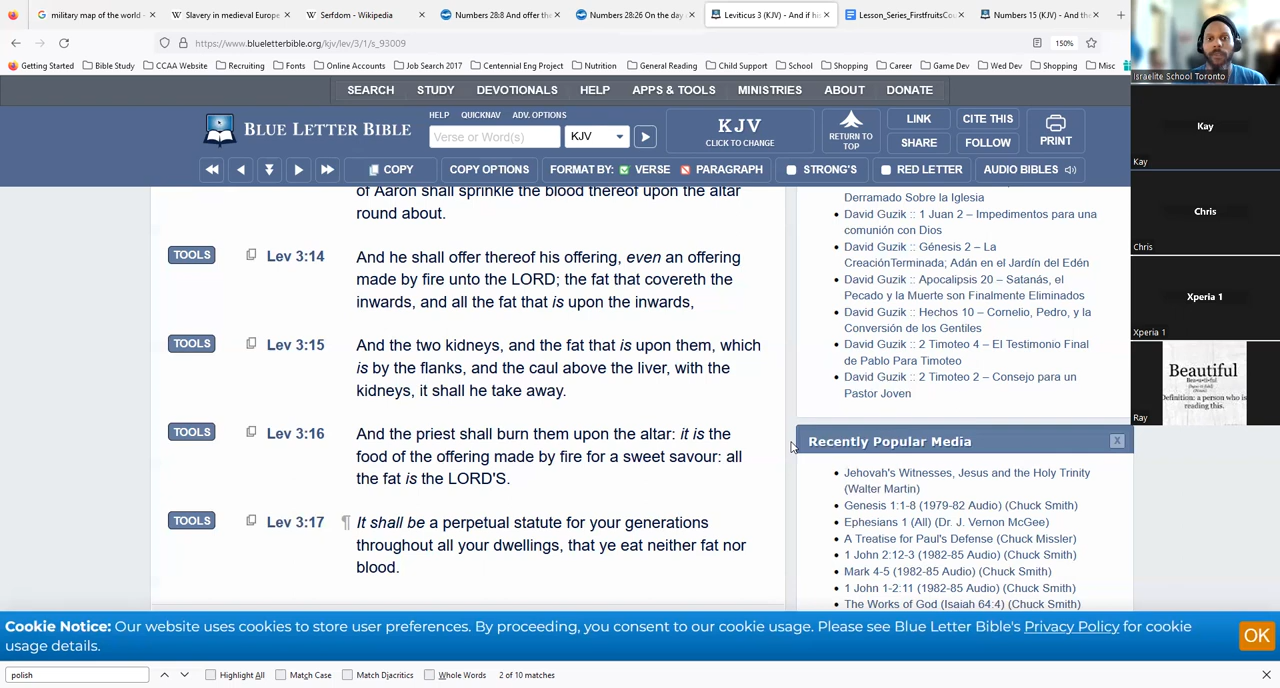 military map of the world -
Slavery in medieval Europe
Serfdom - Wikipedia
Numbers 28:8 And offer the
Numbers 28:26 On the day
Leviticus 3 (KJV) - And if his
Lesson_Series_FirstfruitsCou
Numbers 15 (KJV) - And the
https://www.blueletterbible.org/kjv/lev/3/1/s_93009
150%
Getting Started
Bible Study
CCAA Website
Recruiting
Fonts
Online Accounts
Job Search 2017
Centennial Eng Project
Nutrition
General Reading
Child Support
School
Shopping
Career
Game Dev
Wed Dev
Shopping
Misc
SEARCH STUDY DEVOTIONALS HELP APPS & TOOLS MINISTRIES ABOUT DONATE
BLUE LETTER BIBLE
HELP QUICKNAV ADV. OPTIONS
Verse or Word(s)
KJV
KJV
CLICK TO CHANGE
RETURN TO
TOP
LINK
CITE THIS
SHARE
FOLLOW
PRINT
COPY
COPY OPTIONS
FORMAT BY: VERSE PARAGRAPH
STRONG'S
RED LETTER
AUDIO BIBLES
of Aaron shall sprinkle the blood thereof upon the altar
round about.
TOOLS
Lev 3:14
And he shall offer thereof his offering, even an offering
made by fire unto the LORD; the fat that covereth the
inwards, and all the fat that is upon the inwards,
TOOLS
Lev 3:15
And the two kidneys, and the fat that is upon them, which
is by the flanks, and the caul above the liver, with the
kidneys, it shall he take away.
TOOLS
Lev 3:16
And the priest shall burn them upon the altar: it is the
food of the offering made by fire for a sweet savour: all
the fat is the LORD'S.
TOOLS
Lev 3:17
¶ It shall be a perpetual statute for your generations
throughout all your dwellings, that ye eat neither fat nor
blood.
Derramado Sobre la Iglesia
David Guzik :: 1 Juan 2 – Impedimentos para una
comunión con Dios
David Guzik :: Génesis 2 – La
CreaciónTerminada; Adán en el Jardín del Edén
David Guzik :: Apocalipsis 20 – Satanás, el
Pecado y la Muerte son Finalmente Eliminados
David Guzik :: Hechos 10 – Cornelio, Pedro, y la
Conversión de los Gentiles
David Guzik :: 2 Timoteo 4 – El Testimonio Final
de Pablo Para Timoteo
David Guzik :: 2 Timoteo 2 – Consejo para un
Pastor Joven
Recently Popular Media
X
Jehovah's Witnesses, Jesus and the Holy Trinity
(Walter Martin)
Genesis 1:1-8 (1979-82 Audio) (Chuck Smith)
Ephesians 1 (All) (Dr. J. Vernon McGee)
A Treatise for Paul's Defense (Chuck Missler)
1 John 2:12-3 (1982-85 Audio) (Chuck Smith)
Mark 4-5 (1982-85 Audio) (Chuck Smith)
1 John 1-2:11 (1982-85 Audio) (Chuck Smith)
The Works of God (Isaiah 64:4) (Chuck Smith)
Cookie Notice: Our website uses cookies to store user preferences. By proceeding, you consent to our cookie usage. Please see Blue Letter Bible's Privacy Policy for cookie
usage details.
OK
polish
Highlight All
Match Case
Match Diacritics
Whole Words
2 of 10 matches
Israelite School Toronto
Kay
Kay
Chris
Chris
Xperia 1
Xperia 1
Beautiful
Definition: a person who is
reading this.
Ray